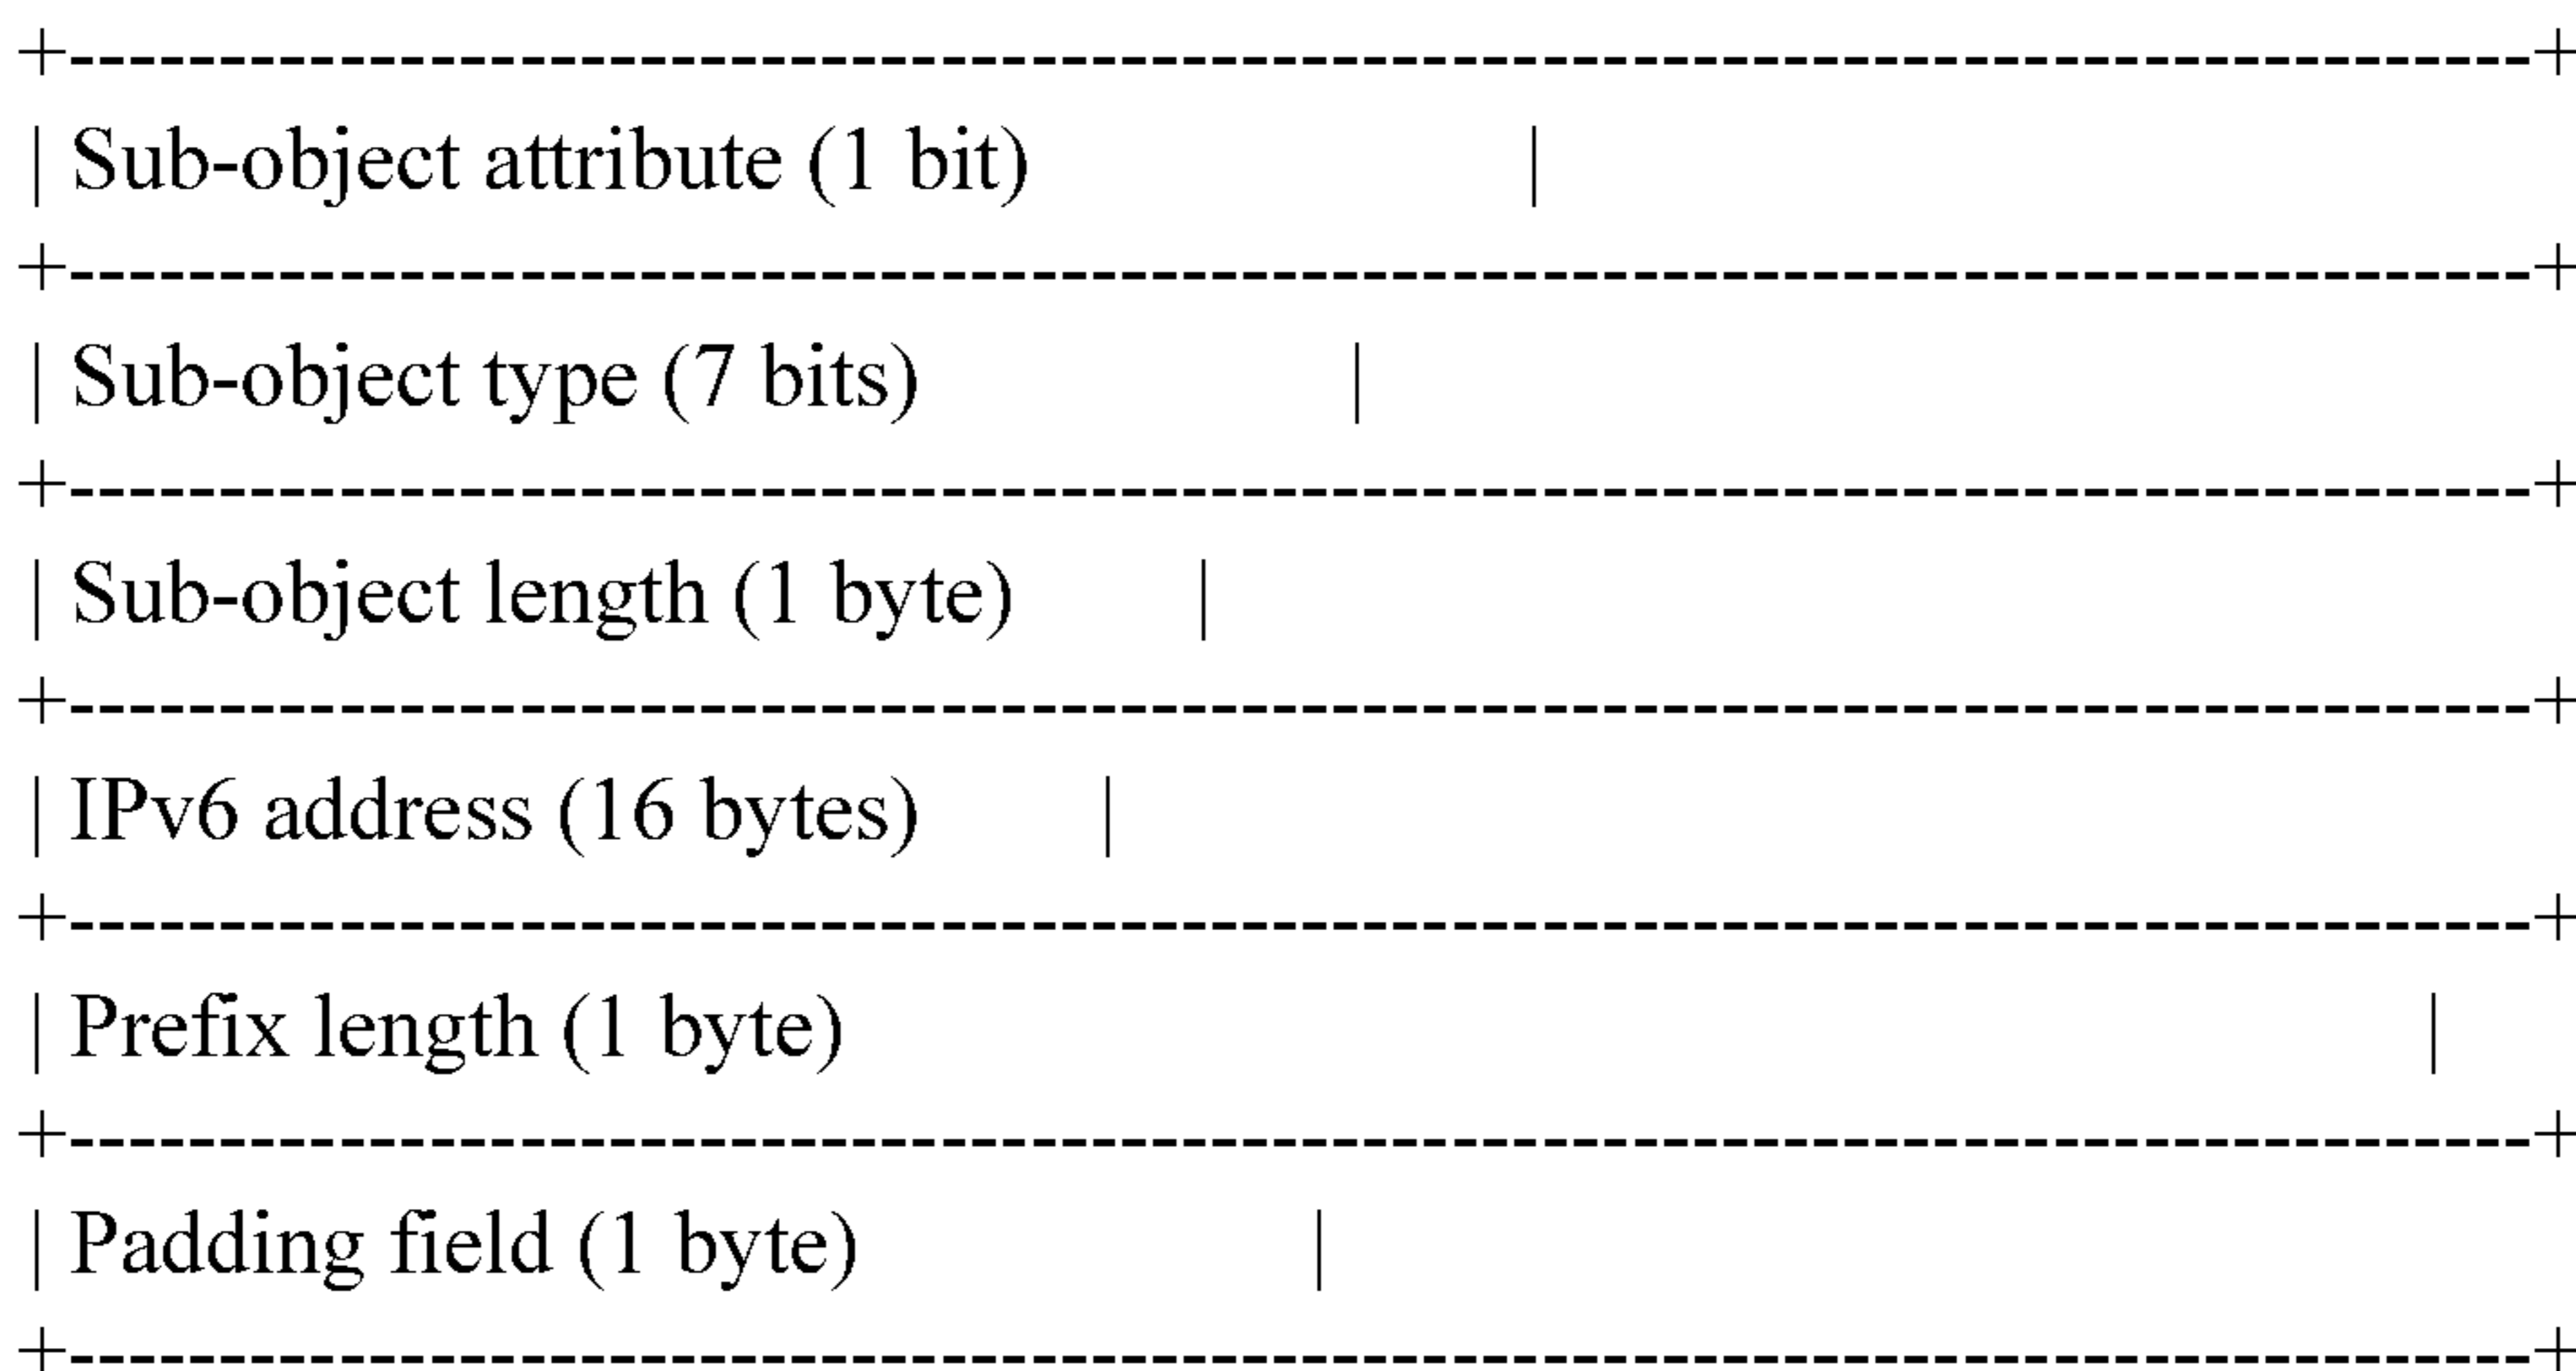 +----------------------------------------------------------------------------------+
| Sub-object attribute (1 bit) |
+----------------------------------------------------------------------------------+
| Sub-object type (7 bits) |
+----------------------------------------------------------------------------------+
| Sub-object length (1 byte) |
+----------------------------------------------------------------------------------+
| IPv6 address (16 bytes) |
+----------------------------------------------------------------------------------+
| Prefix length (1 byte) |
+----------------------------------------------------------------------------------+
| Padding field (1 byte) |
+----------------------------------------------------------------------------------+